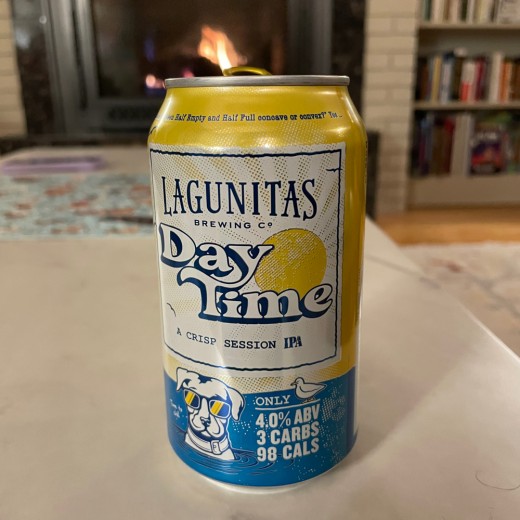 Half Empty and Half Full concave or convex?"
LAGUNITAS
BREWING Cº
Day
Time
A CRISP SESSION IPA
ONLY
4.0% ABV
3 CARBS
98 CALS